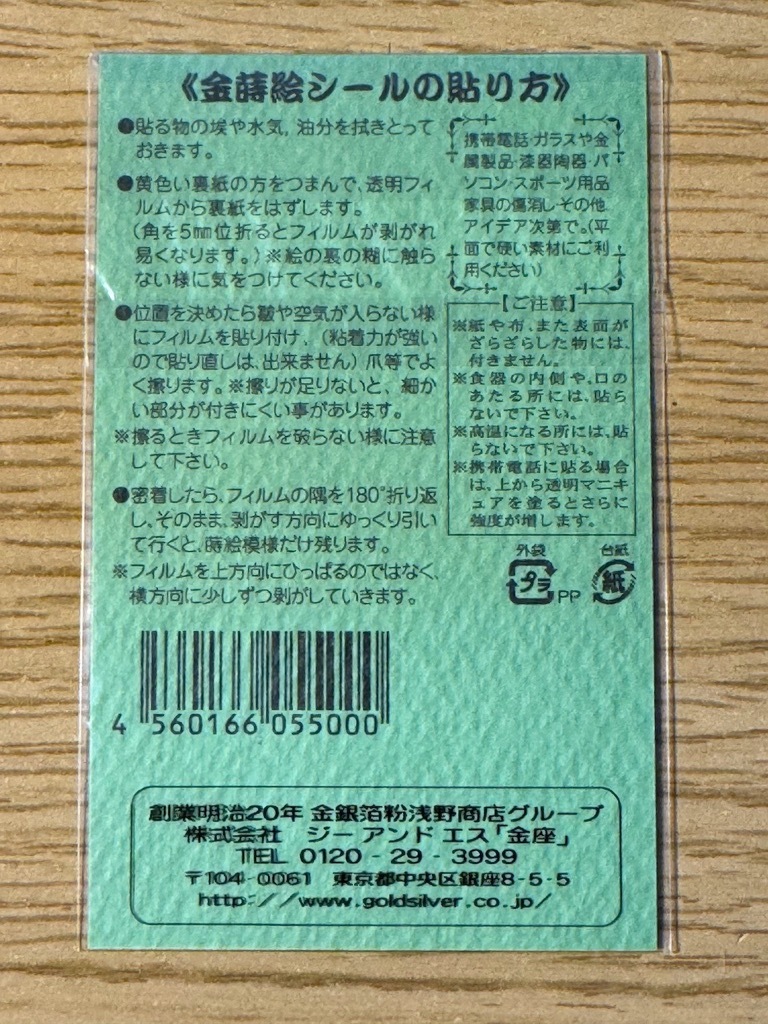 《金蒔絵シールの貼り方》
●貼る物の埃や水気,油分を拭きとって
おきます。
●黄色い裏紙の方をつまんで、透明フィ
ルムから裏紙をはずします。
(角を5㎜位折るとフィルムが剥がれ
易くなります。)※絵の裏の糊に触ら
ない様に気をつけてください。
●位置を決めたら皺や空気が入らない様
にフィルムを貼り付け、(粘着力が強い
ので貼り直しは、出来ません)爪等でよ
く擦ります。※擦りが足りないと、細か
い部分が付きにくい事があります。
※擦るときフィルムを破らない様に注意
して下さい。
●密着したら、フィルムの隅を180°折り返
し、そのまま、剥がす方向にゆっくり引い
て行くと、蒔絵模様だけ残ります。
※フィルムを上方向にひっぱるのではなく、
横方向に少しずつ剥がしていきます。
携帯電話・ガラスや金
属製品・漆器陶器・パ
ソコン・スポーツ用品
家具の傷消し・その他
アイデア次第で。(平
面で硬い素材にご利
用ください)
【ご注意】
※紙や布、また表面が
ざらざらした物には、
付きません。
※食器の内側や、口の
あたる所には、貼ら
ないで下さい。
※高温になる所には、貼
らないで下さい。
※携帯電話に貼る場合
は、上から透明マニキ
ュアを塗るとさらに
強度が増します。
外袋
プラ
PP
台紙
紙
4 560166 055000
創業明治20年 金銀箔粉浅野商店グループ
株式会社 ジー アンド エス「金座」
TEL 0120-29-3999
〒104-0061 東京都中央区銀座8-5-5
http://www.goldsilver.co.jp/